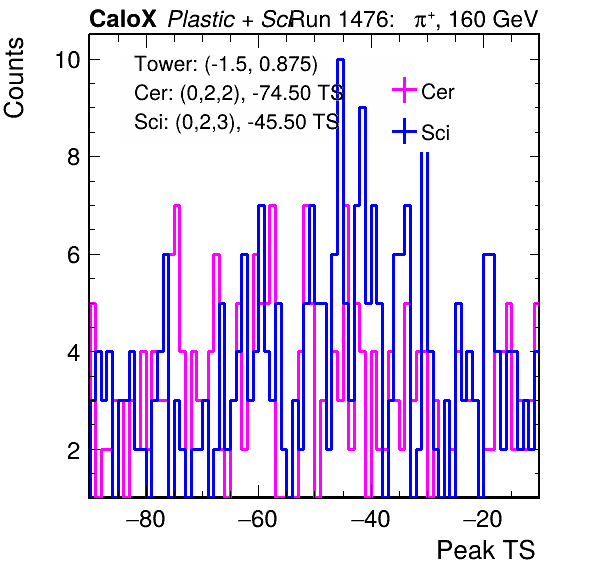 CaloX Plastic + Sci Run 1476: π⁺, 160 GeV
Counts
Tower: (-1.5, 0.875)
Cer: (0,2,2), -74.50 TS
Sci: (0,2,3), -45.50 TS
Cer
Sci
10
8
6
4
2
−80 −60 −40 −20
Peak TS